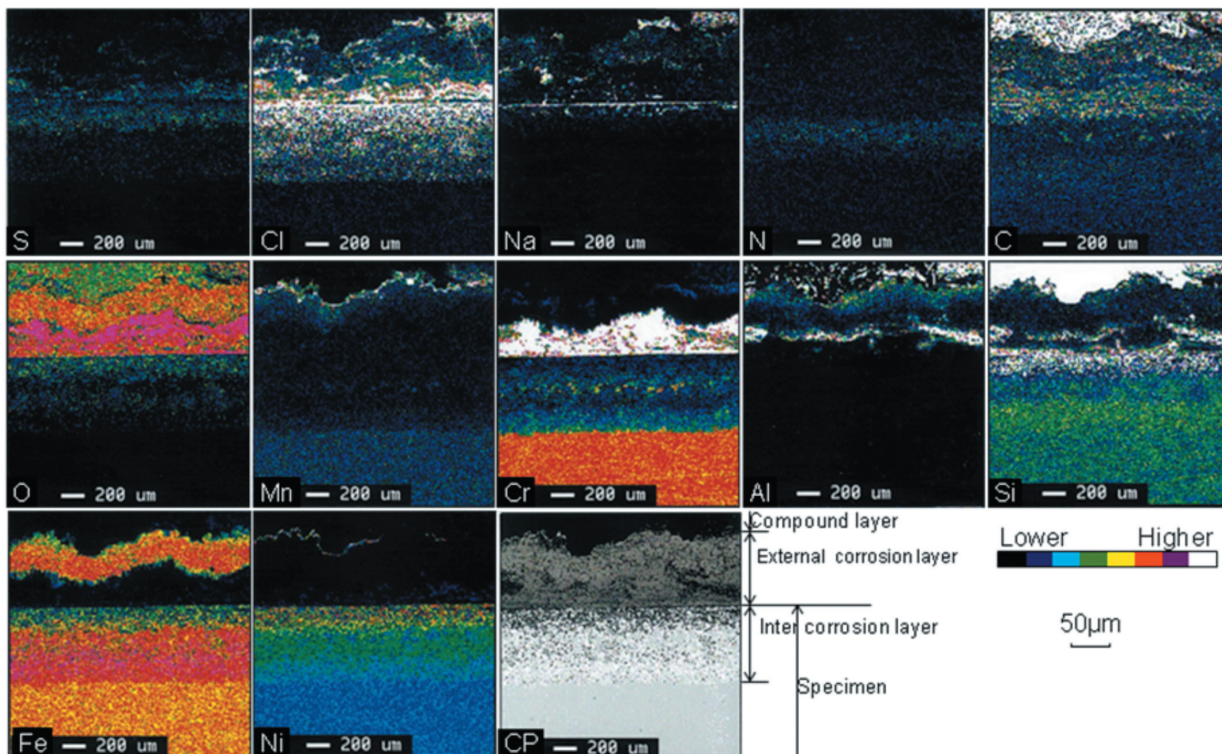 S 200 um
Cl 200 um
Na 200 um
N 200 um
C 200 um
O 200 um
Mn 200 um
Cr 200 um
Al 200 um
Si 200 um
Fe 200 um
Ni 200 um
CP 200 um
Compound layer
External corrosion layer
Inter corrosion layer
Specimen
Lower Higher
50μm